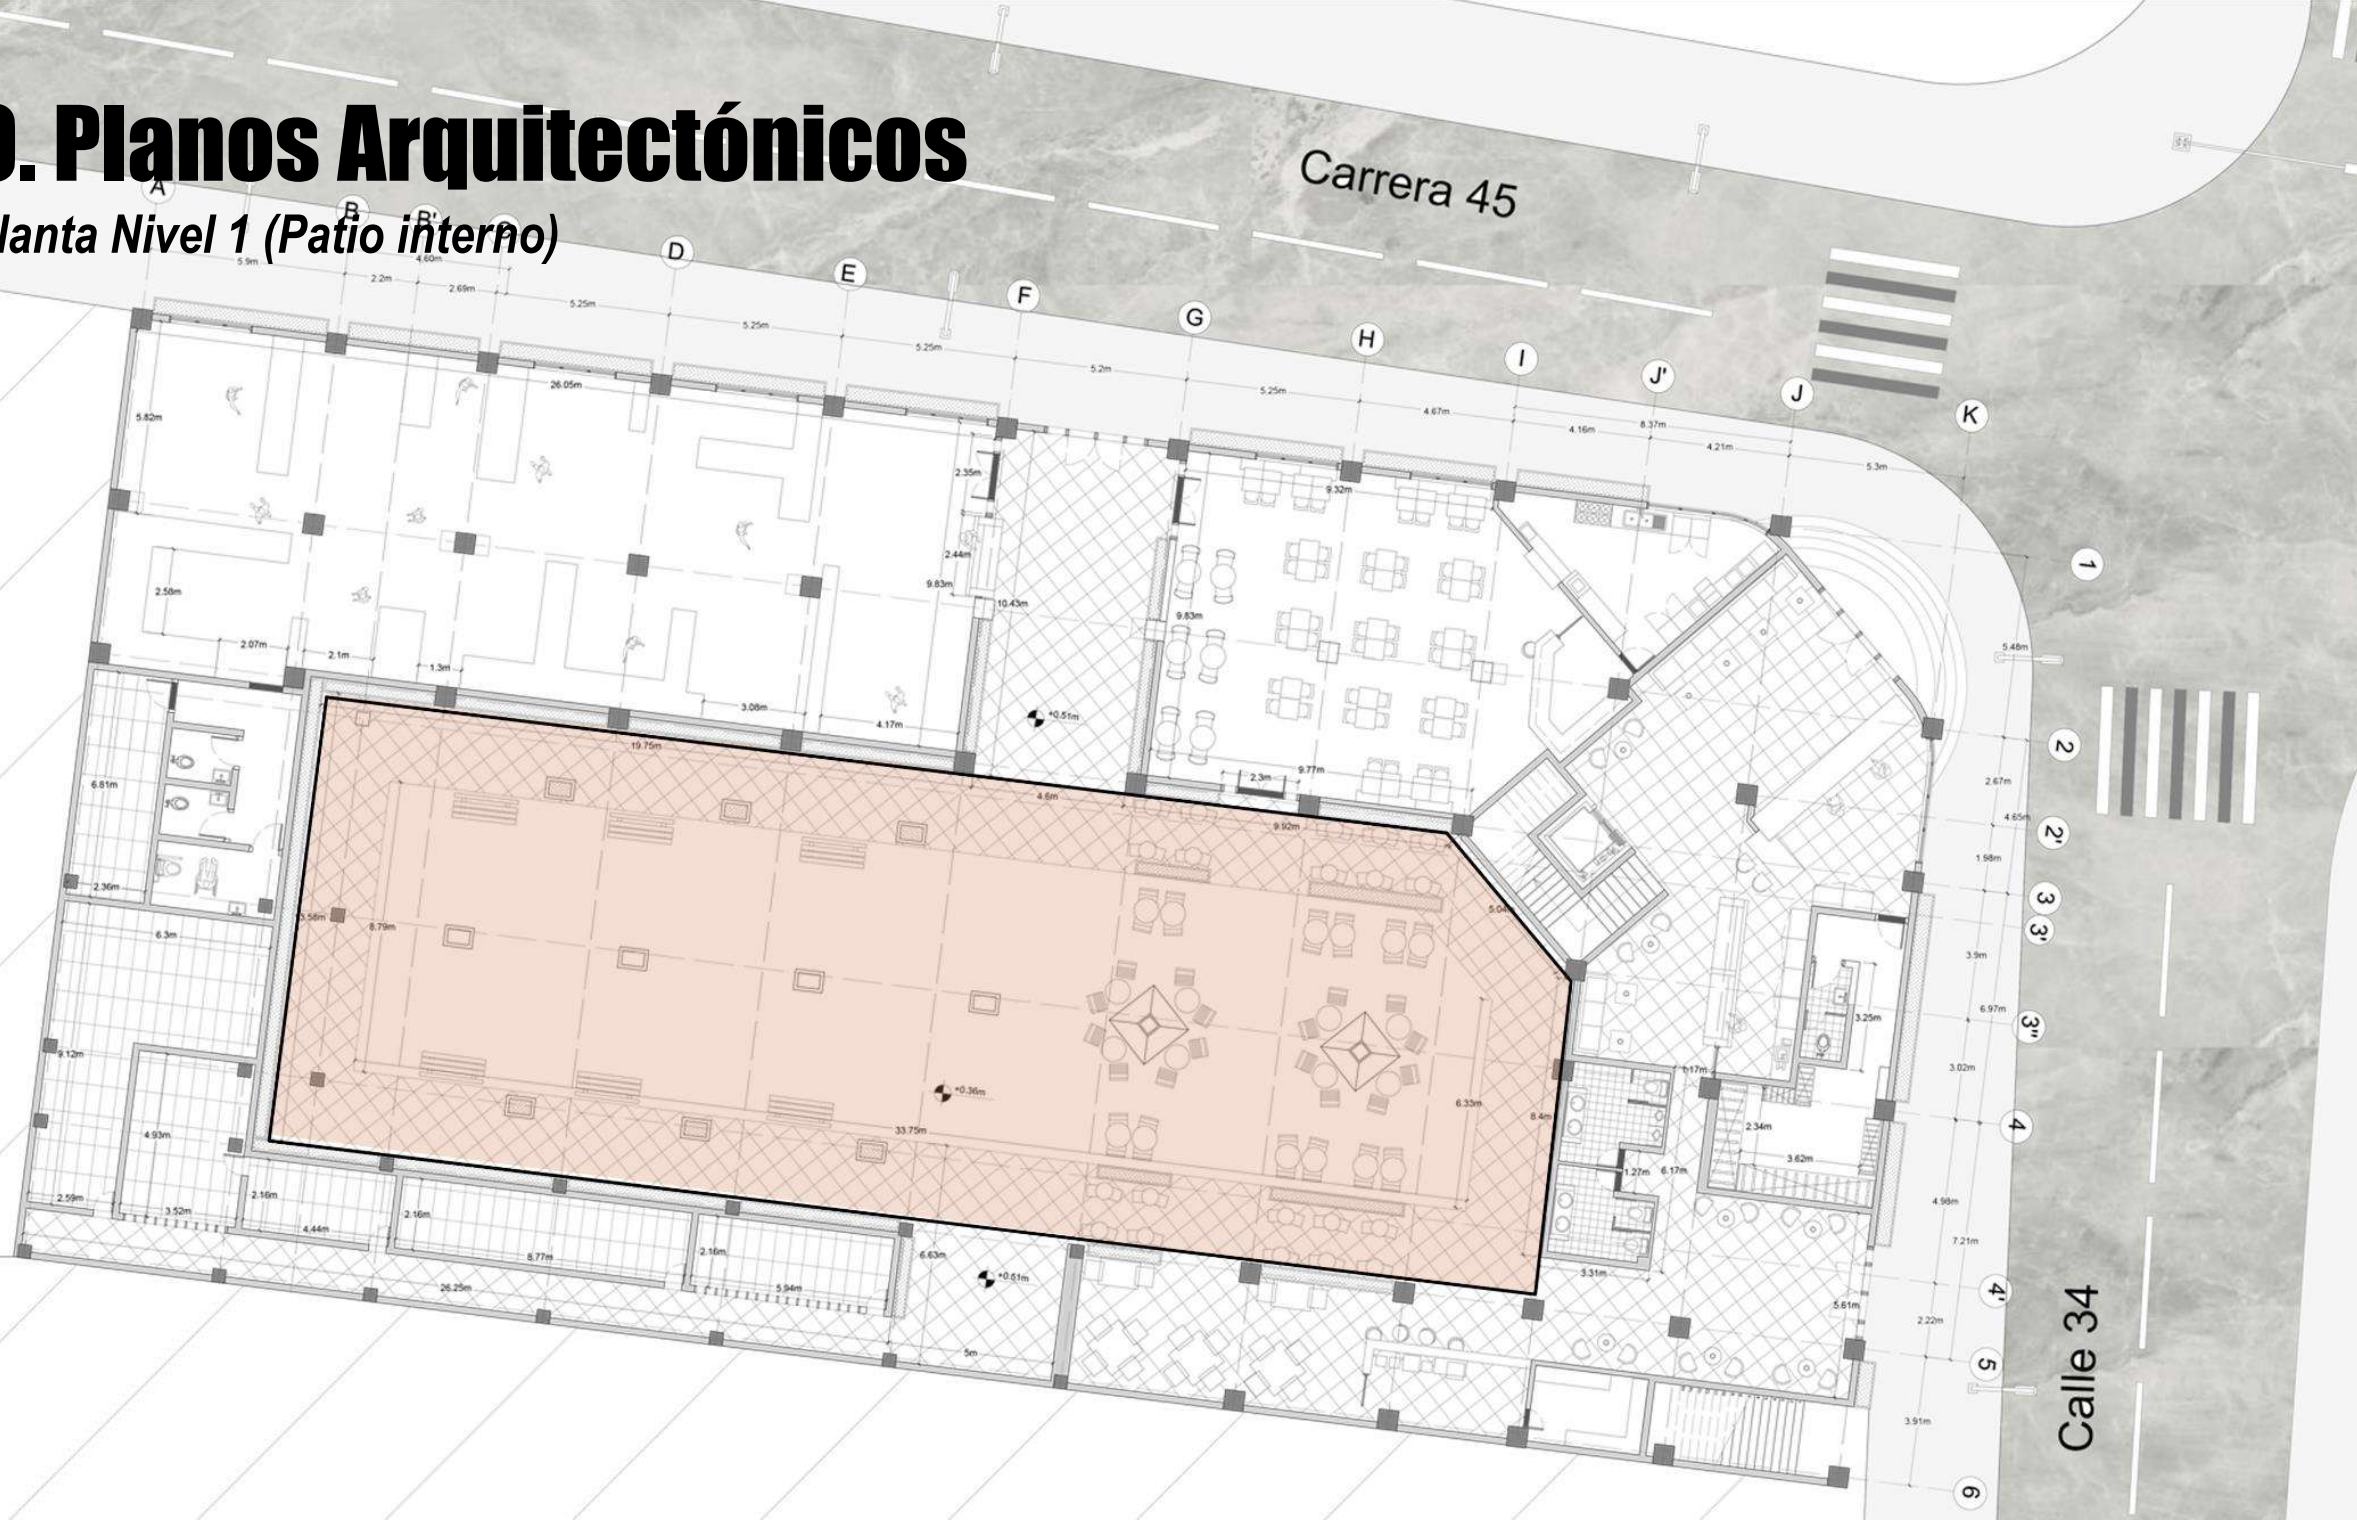 . Planos Arquitectónicos
lanta Nivel 1 (Patio interno)
Carrera 45
Calle 34
A
B
B'
D
E
F
G
H
I
J'
J
K
5.9m
2.2m
4.60m
2.69m
5.25m
5.25m
5.25m
5.2m
5.25m
4.67m
4.16m
8.37m
4.21m
5.3m
1
2
2'
3
3'
3"
4
4'
5
6
5.48m
2.67m
4.65m
1.98m
3.9m
6.97m
3.02m
4.98m
7.21m
2.22m
3.91m
26.05m
5.82m
2.35m
2.44m
9.83m
10.43m
2.58m
2.07m
2.1m
1.3m
3.08m
4.17m
+0.51m
9.32m
9.83m
2.3m
9.77m
19.75m
4.6m
9.92m
5.04
6.81m
2.36m
6.3m
3.58m
8.79m
+0.36m
33.75m
6.33m
8.4m
9.12m
4.93m
2.59m
3.52m
2.16m
4.44m
2.16m
8.77m
2.16m
5.94m
26.25m
6.63m
+0.51m
5m
3.25m
1.17m
2.34m
3.62m
1.27m
6.17m
3.31m
5.61m